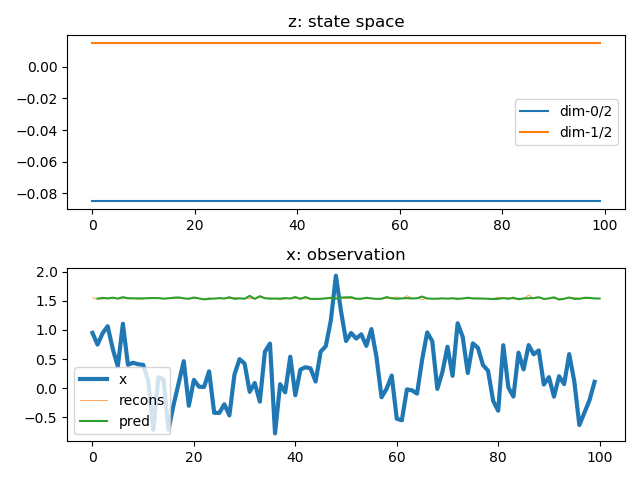 z: state space
0.00
−0.02
−0.04
−0.06
−0.08
dim-0/2
dim-1/2
0 20 40 60 80 100
x: observation
2.0
1.5
1.0
0.5
0.0
−0.5
x
recons
pred
0 20 40 60 80 100